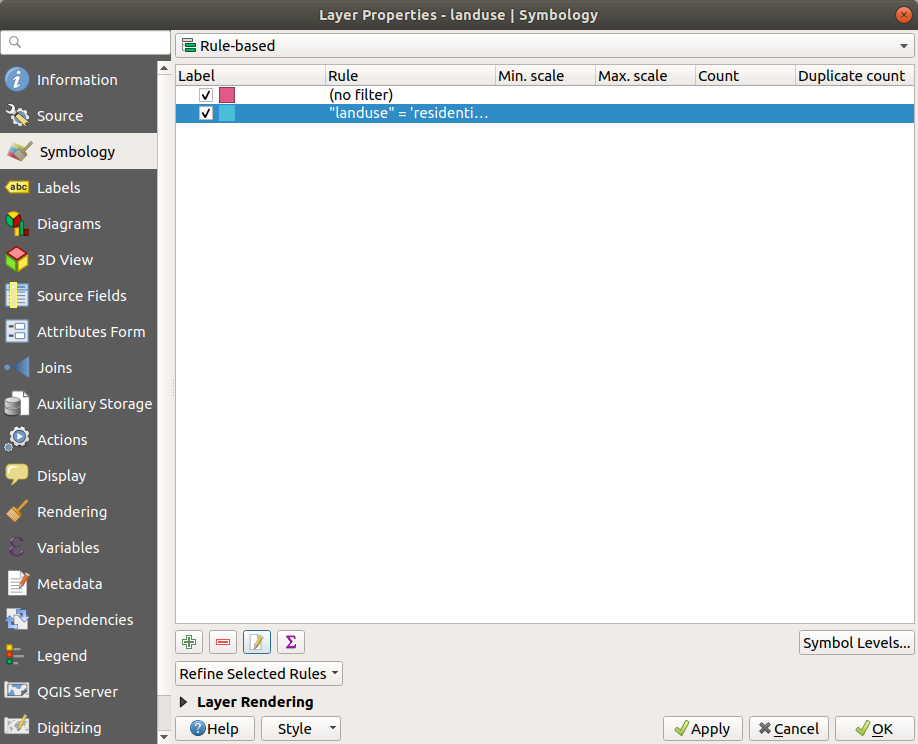 Layer Properties - landuse | Symbology
Rule-based
Information
Source
Symbology
abc Labels
Diagrams
3D View
Source Fields
Attributes Form
Joins
Auxiliary Storage
Actions
Display
Rendering
Variables
Metadata
Dependencies
Legend
QGIS Server
Digitizing
Label Rule Min. scale Max. scale Count Duplicate count
(no filter)
"landuse" = 'residenti...
Symbol Levels...
Refine Selected Rules
Layer Rendering
Help Style Apply Cancel OK